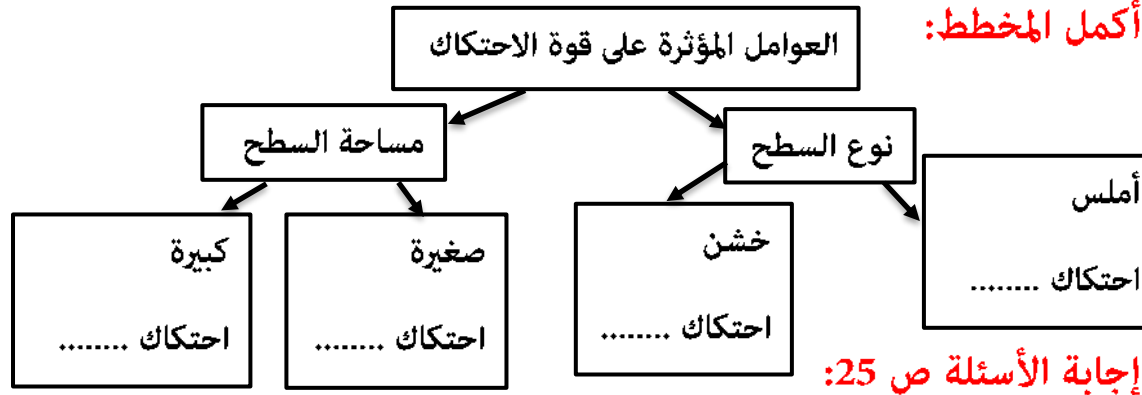 أكمل المخطط:
العوامل المؤثرة على قوة الاحتكاك
نوع السطح
مساحة السطح
أملس
احتكاك ........
خشن
احتكاك ........
صغيرة
احتكاك ........
كبيرة
احتكاك ........
إجابة الأسئلة ص 25: